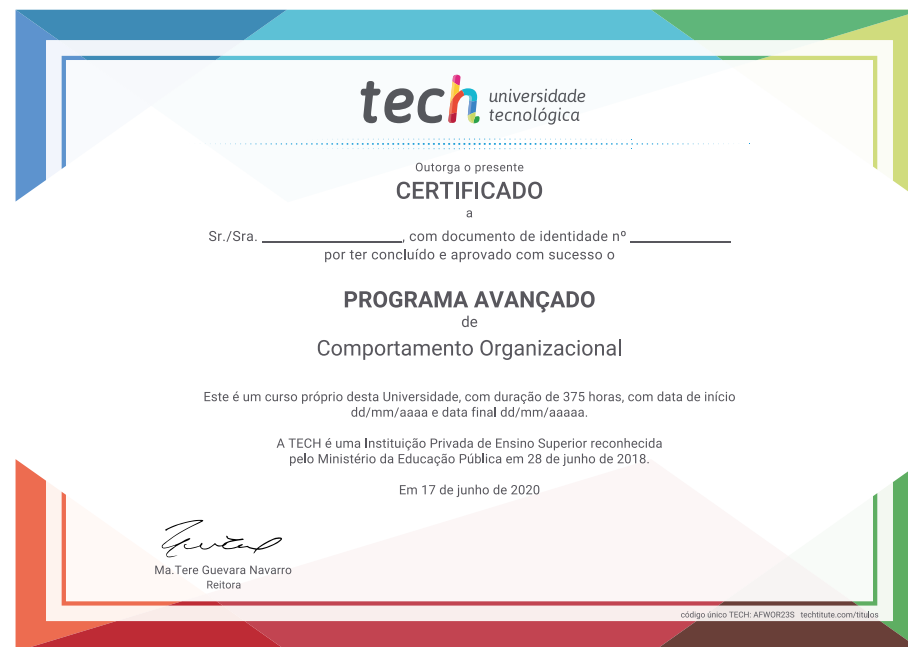 tech universidade
tecnológica
Outorga o presente
CERTIFICADO
a
Sr./Sra. ____________, com documento de identidade nº ____________
por ter concluído e aprovado com sucesso o
PROGRAMA AVANÇADO
de
Comportamento Organizacional
Este é um curso próprio desta Universidade, com duração de 375 horas, com data de início
dd/mm/aaaa e data final dd/mm/aaaaa.
A TECH é uma Instituição Privada de Ensino Superior reconhecida
pelo Ministério da Educação Pública em 28 de junho de 2018.
Em 17 de junho de 2020
Ma.Tere Guevara Navarro
Reitora
código único TECH: AFWOR23S techtitute.com/titulos